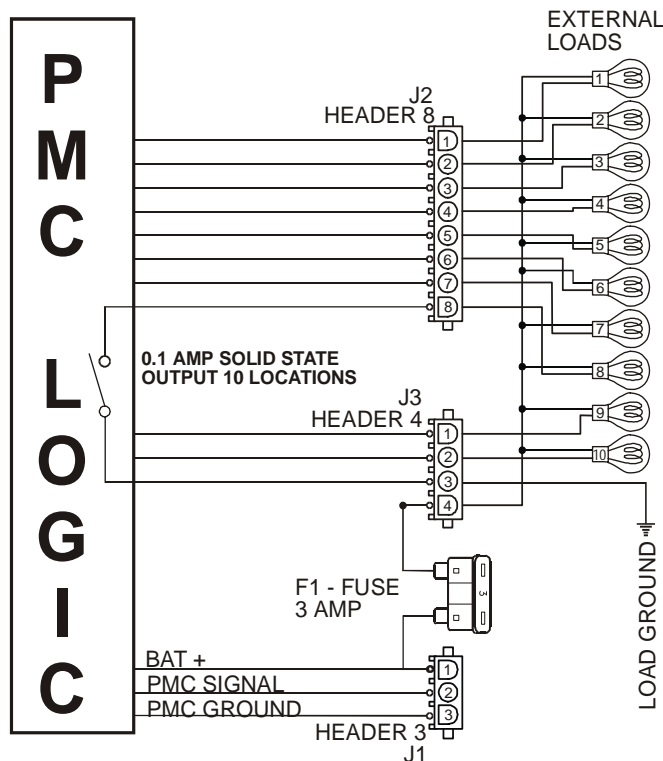 EXTERNAL
LOADS
PMC LOGIC
J2
HEADER 8
1
2
3
4
5
6
7
8
1
2
3
4
5
6
7
8
9
10
0.1 AMP SOLID STATE
OUTPUT 10 LOCATIONS
J3
HEADER 4
1
2
3
4
F1 - FUSE
3 AMP
3
LOAD GROUND
BAT +
PMC SIGNAL
PMC GROUND
1
2
3
HEADER 3
J1